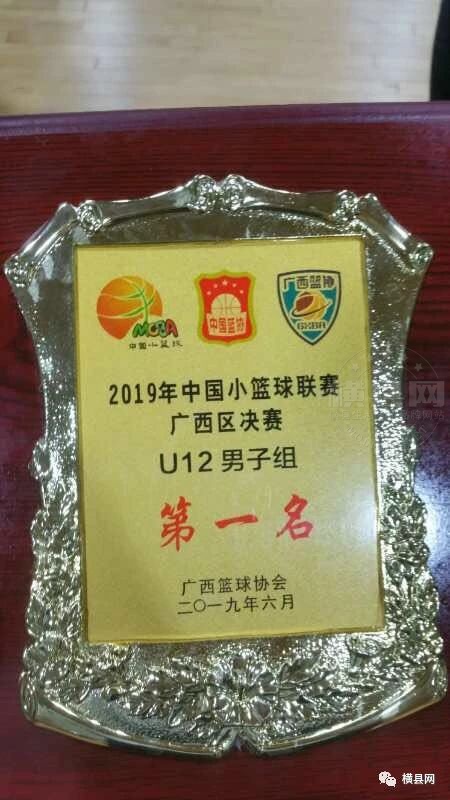 MCBA
中国小篮球
中国篮协
广西篮协
GXBA
2019年中国小篮球联赛
广西区决赛
U12男子组
第一名
广西篮球协会
二〇一九年六月
横县网